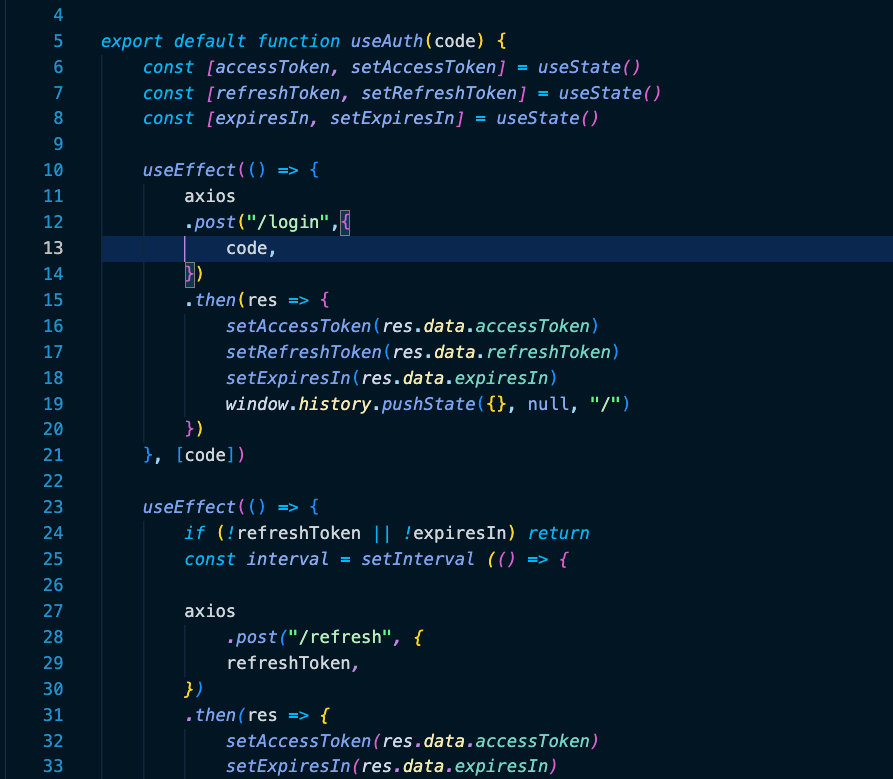 4
5 export default function useAuth(code) {
6 const [accessToken, setAccessToken] = useState()
7 const [refreshToken, setRefreshToken] = useState()
8 const [expiresIn, setExpiresIn] = useState()
9
10 useEffect(() => {
11 axios
12 .post("/login",{
13 code,
14 })
15 .then(res => {
16 setAccessToken(res.data.accessToken)
17 setRefreshToken(res.data.refreshToken)
18 setExpiresIn(res.data.expiresIn)
19 window.history.pushState({}, null, "/")
20 })
21 }, [code])
22
23 useEffect(() => {
24 if (!refreshToken || !expiresIn) return
25 const interval = setInterval (() => {
26
27 axios
28 .post("/refresh", {
29 refreshToken,
30 })
31 .then(res => {
32 setAccessToken(res.data.accessToken)
33 setExpiresIn(res.data.expiresIn)